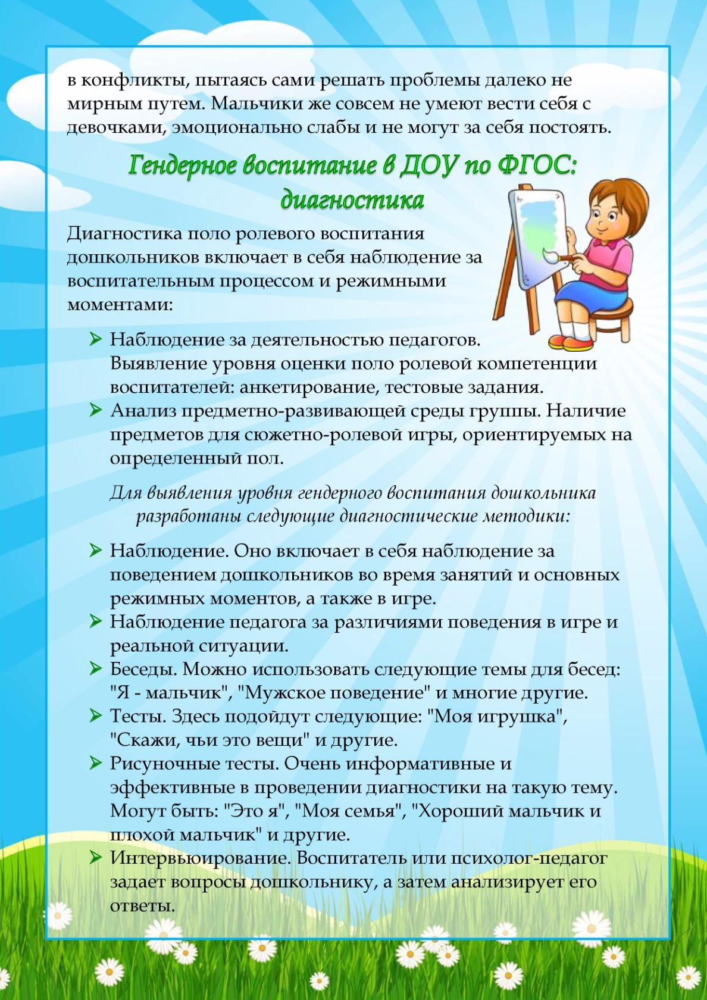 в конфликты, пытаясь сами решать проблемы далеко не
мирным путем. Мальчики же совсем не умеют вести себя с
девочками, эмоционально слабы и не могут за себя постоять.
Гендерное воспитание в ДОУ по ФГОС:
диагностика
Диагностика поло ролевого воспитания
дошкольников включает в себя наблюдение за
воспитательным процессом и режимными
моментами:
➢ Наблюдение за деятельностью педагогов.
Выявление уровня оценки поло ролевой компетенции
воспитателей: анкетирование, тестовые задания.
➢ Анализ предметно-развивающей среды группы. Наличие
предметов для сюжетно-ролевой игры, ориентируемых на
определенный пол.
Для выявления уровня гендерного воспитания дошкольника
разработаны следующие диагностические методики:
➢ Наблюдение. Оно включает в себя наблюдение за
поведением дошкольников во время занятий и основных
режимных моментов, а также в игре.
➢ Наблюдение педагога за различиями поведения в игре и
реальной ситуации.
➢ Беседы. Можно использовать следующие темы для бесед:
"Я - мальчик", "Мужское поведение" и многие другие.
➢ Тесты. Здесь подойдут следующие: "Моя игрушка",
"Скажи, чьи это вещи" и другие.
➢ Рисуночные тесты. Очень информативные и
эффективные в проведении диагностики на такую тему.
Могут быть: "Это я", "Моя семья", "Хороший мальчик и
плохой мальчик" и другие.
➢ Интервьюирование. Воспитатель или психолог-педагог
задает вопросы дошкольнику, а затем анализирует его
ответы.